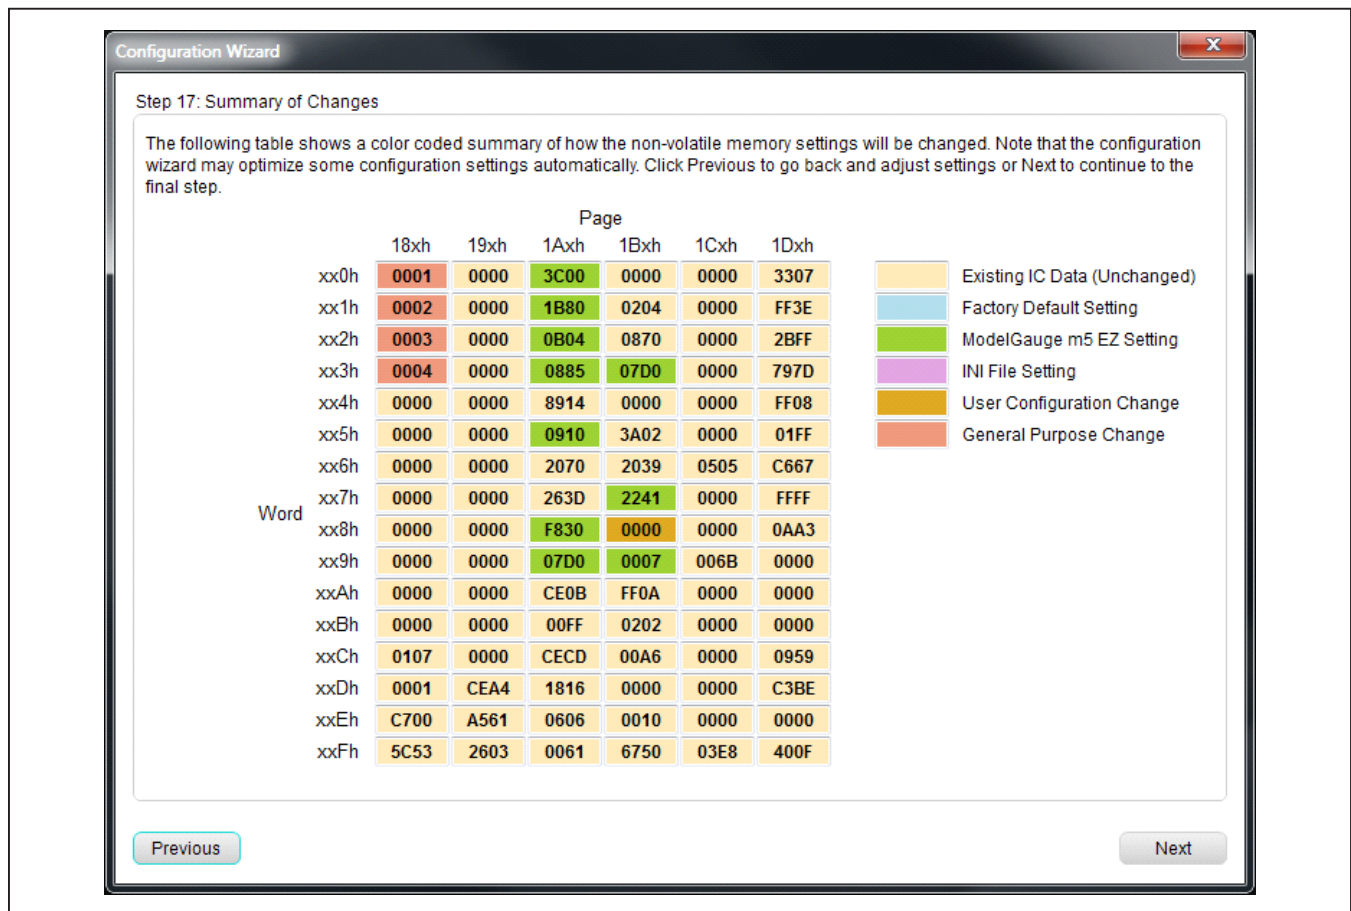 Configuration Wizard
X
Step 17: Summary of Changes
The following table shows a color coded summary of how the non-volatile memory settings will be changed. Note that the configuration
wizard may optimize some configuration settings automatically. Click Previous to go back and adjust settings or Next to continue to the
final step.
Page
18xh 19xh 1Axh 1Bxh 1Cxh 1Dxh
xx0h 0001 0000 3C00 0000 0000 3307 Existing IC Data (Unchanged)
xx1h 0002 0000 1B80 0204 0000 FF3E Factory Default Setting
xx2h 0003 0000 0B04 0870 0000 2BFF ModelGauge m5 EZ Setting
xx3h 0004 0000 0885 07D0 0000 797D INI File Setting
xx4h 0000 0000 8914 0000 0000 FF08 User Configuration Change
xx5h 0000 0000 0910 3A02 0000 01FF General Purpose Change
xx6h 0000 0000 2070 2039 0505 C667
xx7h 0000 0000 263D 2241 0000 FFFF
Word
xx8h 0000 0000 F830 0000 0000 0AA3
xx9h 0000 0000 07D0 0007 006B 0000
xxAh 0000 0000 CE0B FF0A 0000 0000
xxBh 0000 0000 00FF 0202 0000 0000
xxCh 0107 0000 CECD 00A6 0000 0959
xxDh 0001 CEA4 1816 0000 0000 C3BE
xxEh C700 A561 0606 0010 0000 0000
xxFh 5C53 2603 0061 6750 03E8 400F
Previous Next